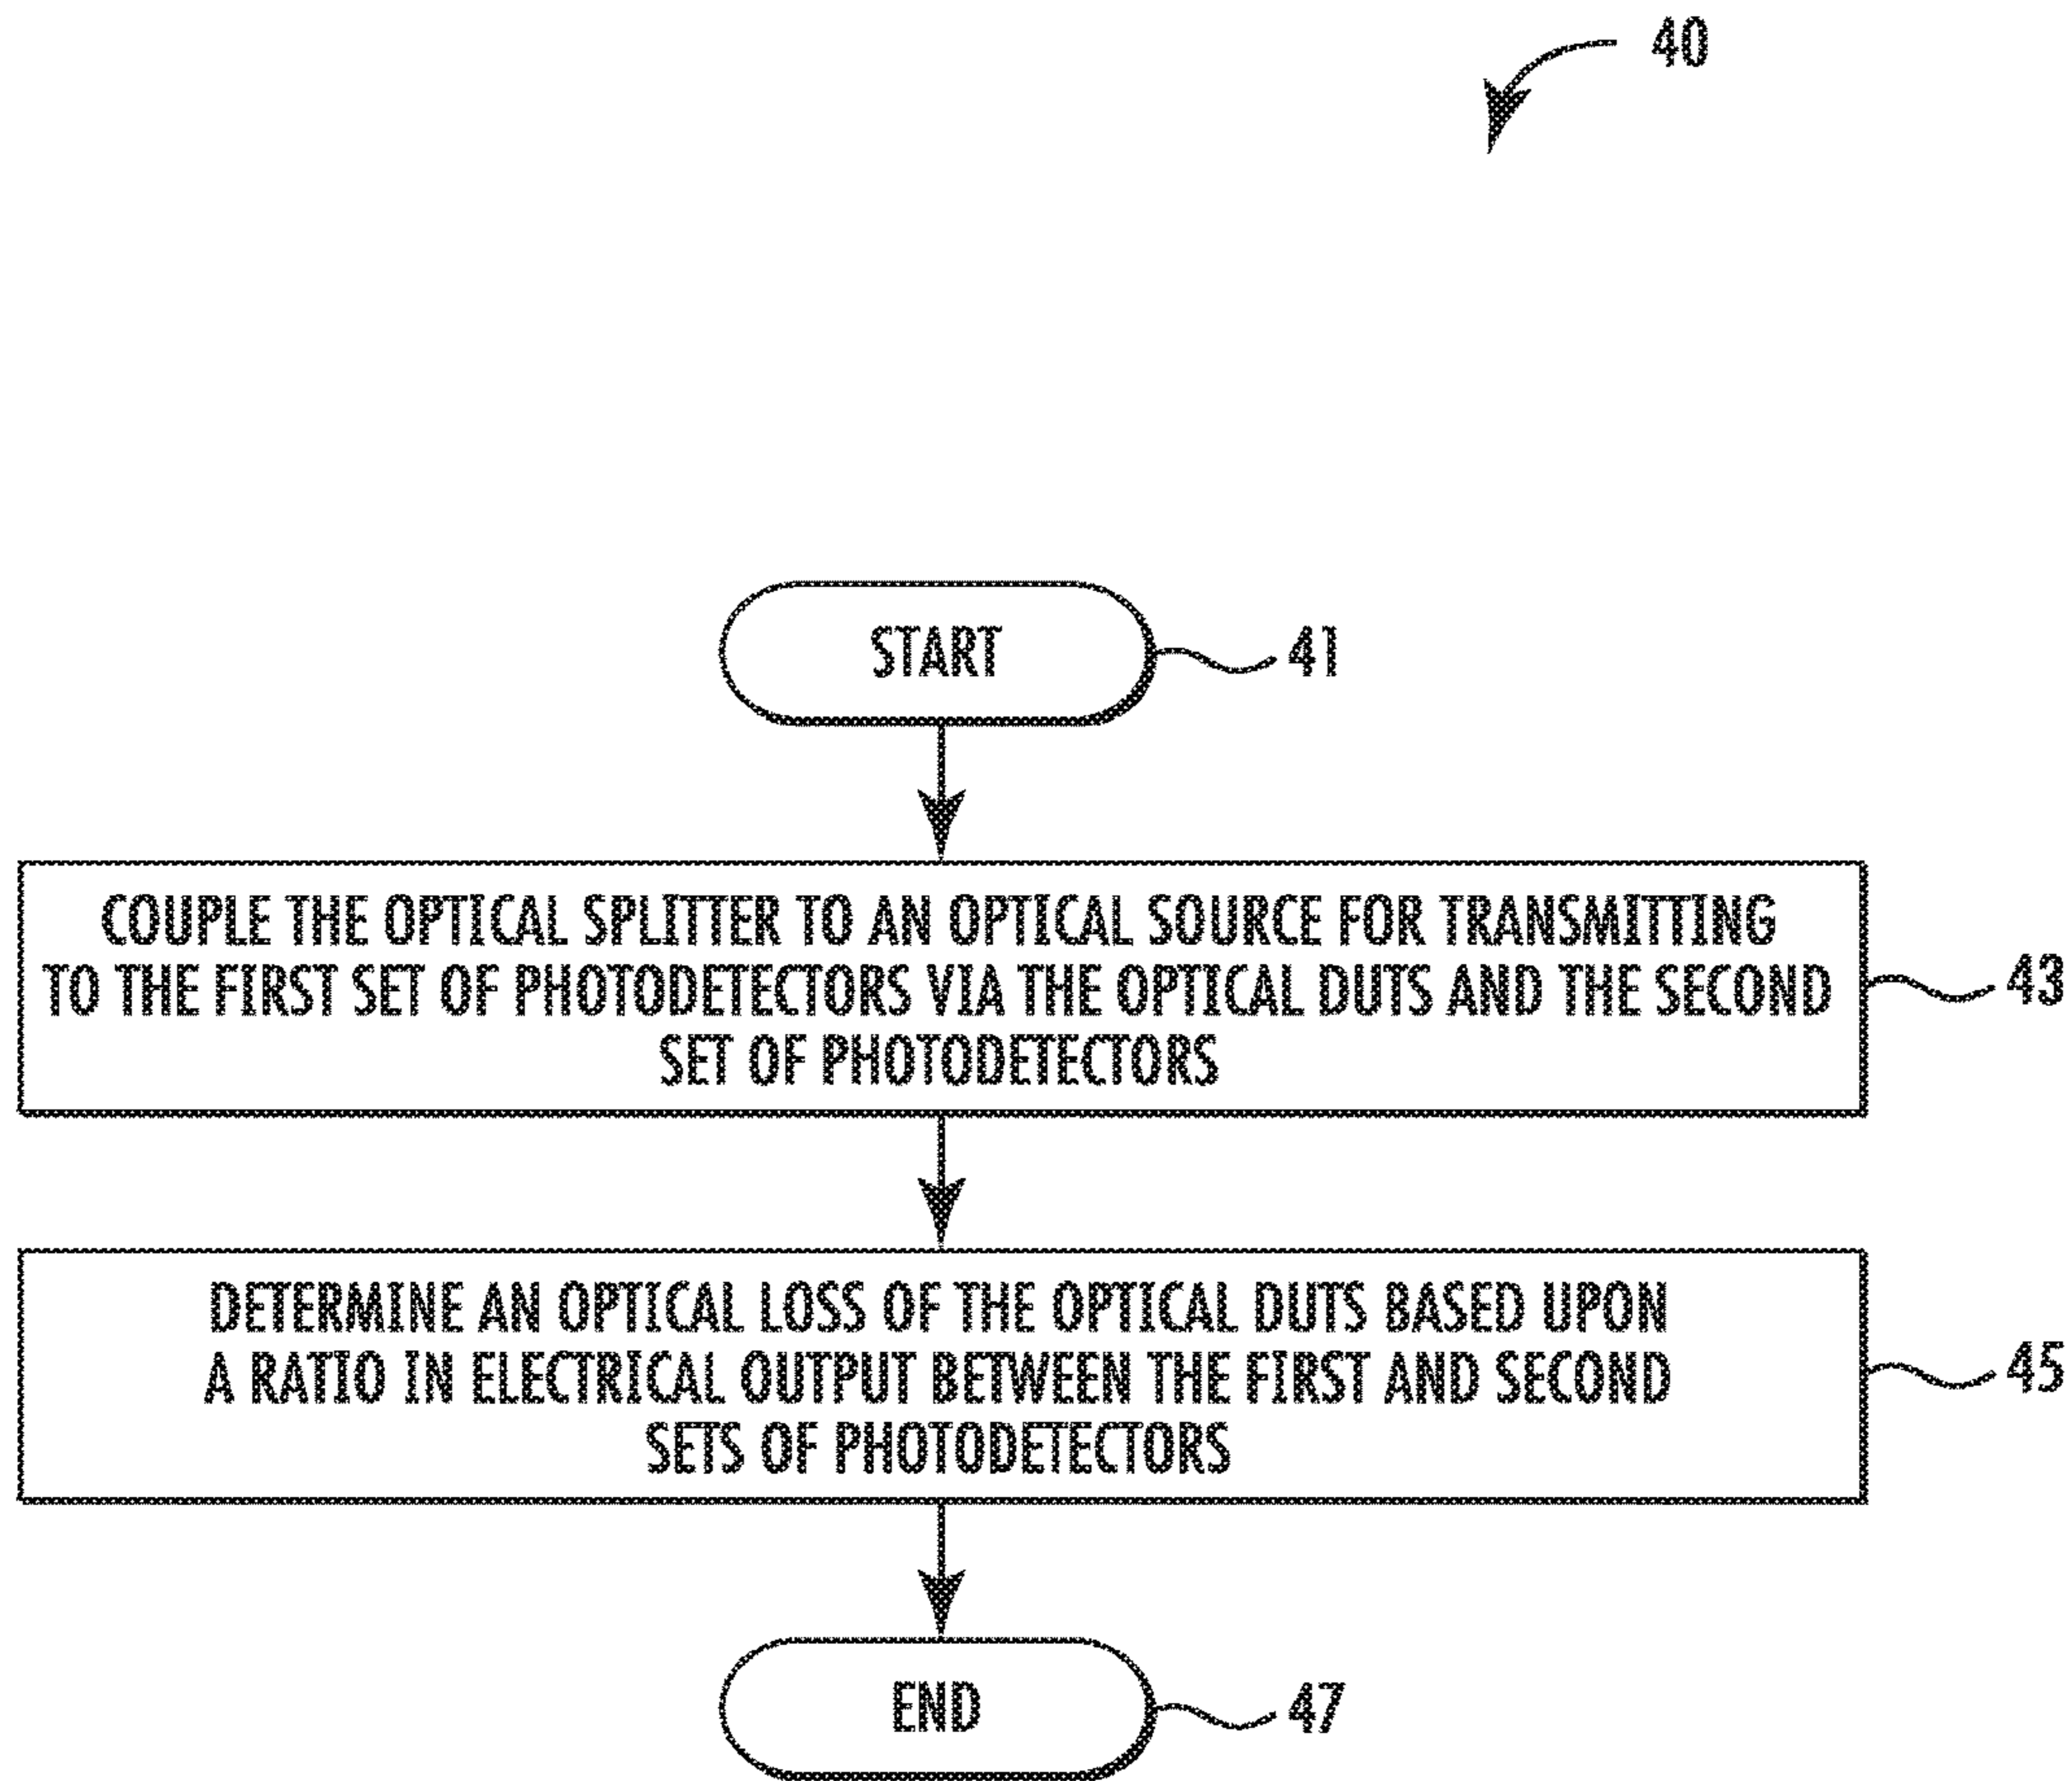 40
START
41
COUPLE THE OPTICAL SPLITTER TO AN OPTICAL SOURCE FOR TRANSMITTING
TO THE FIRST SET OF PHOTODETECTORS VIA THE OPTICAL DUTS AND THE SECOND
SET OF PHOTODETECTORS
43
DETERMINE AN OPTICAL LOSS OF THE OPTICAL DUTS BASED UPON
A RATIO IN ELECTRICAL OUTPUT BETWEEN THE FIRST AND SECOND
SETS OF PHOTODETECTORS
45
END
47